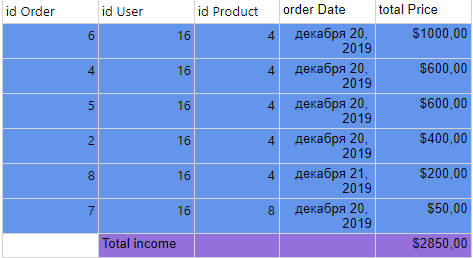 id Order id User id Product order Date total Price
6 16 4 декабря 20, $1000,00
2019
4 16 4 декабря 20, $600,00
2019
5 16 4 декабря 20, $600,00
2019
2 16 4 декабря 20, $400,00
2019
8 16 4 декабря 21, $200,00
2019
7 16 8 декабря 20, $50,00
2019
Total income $2850,00